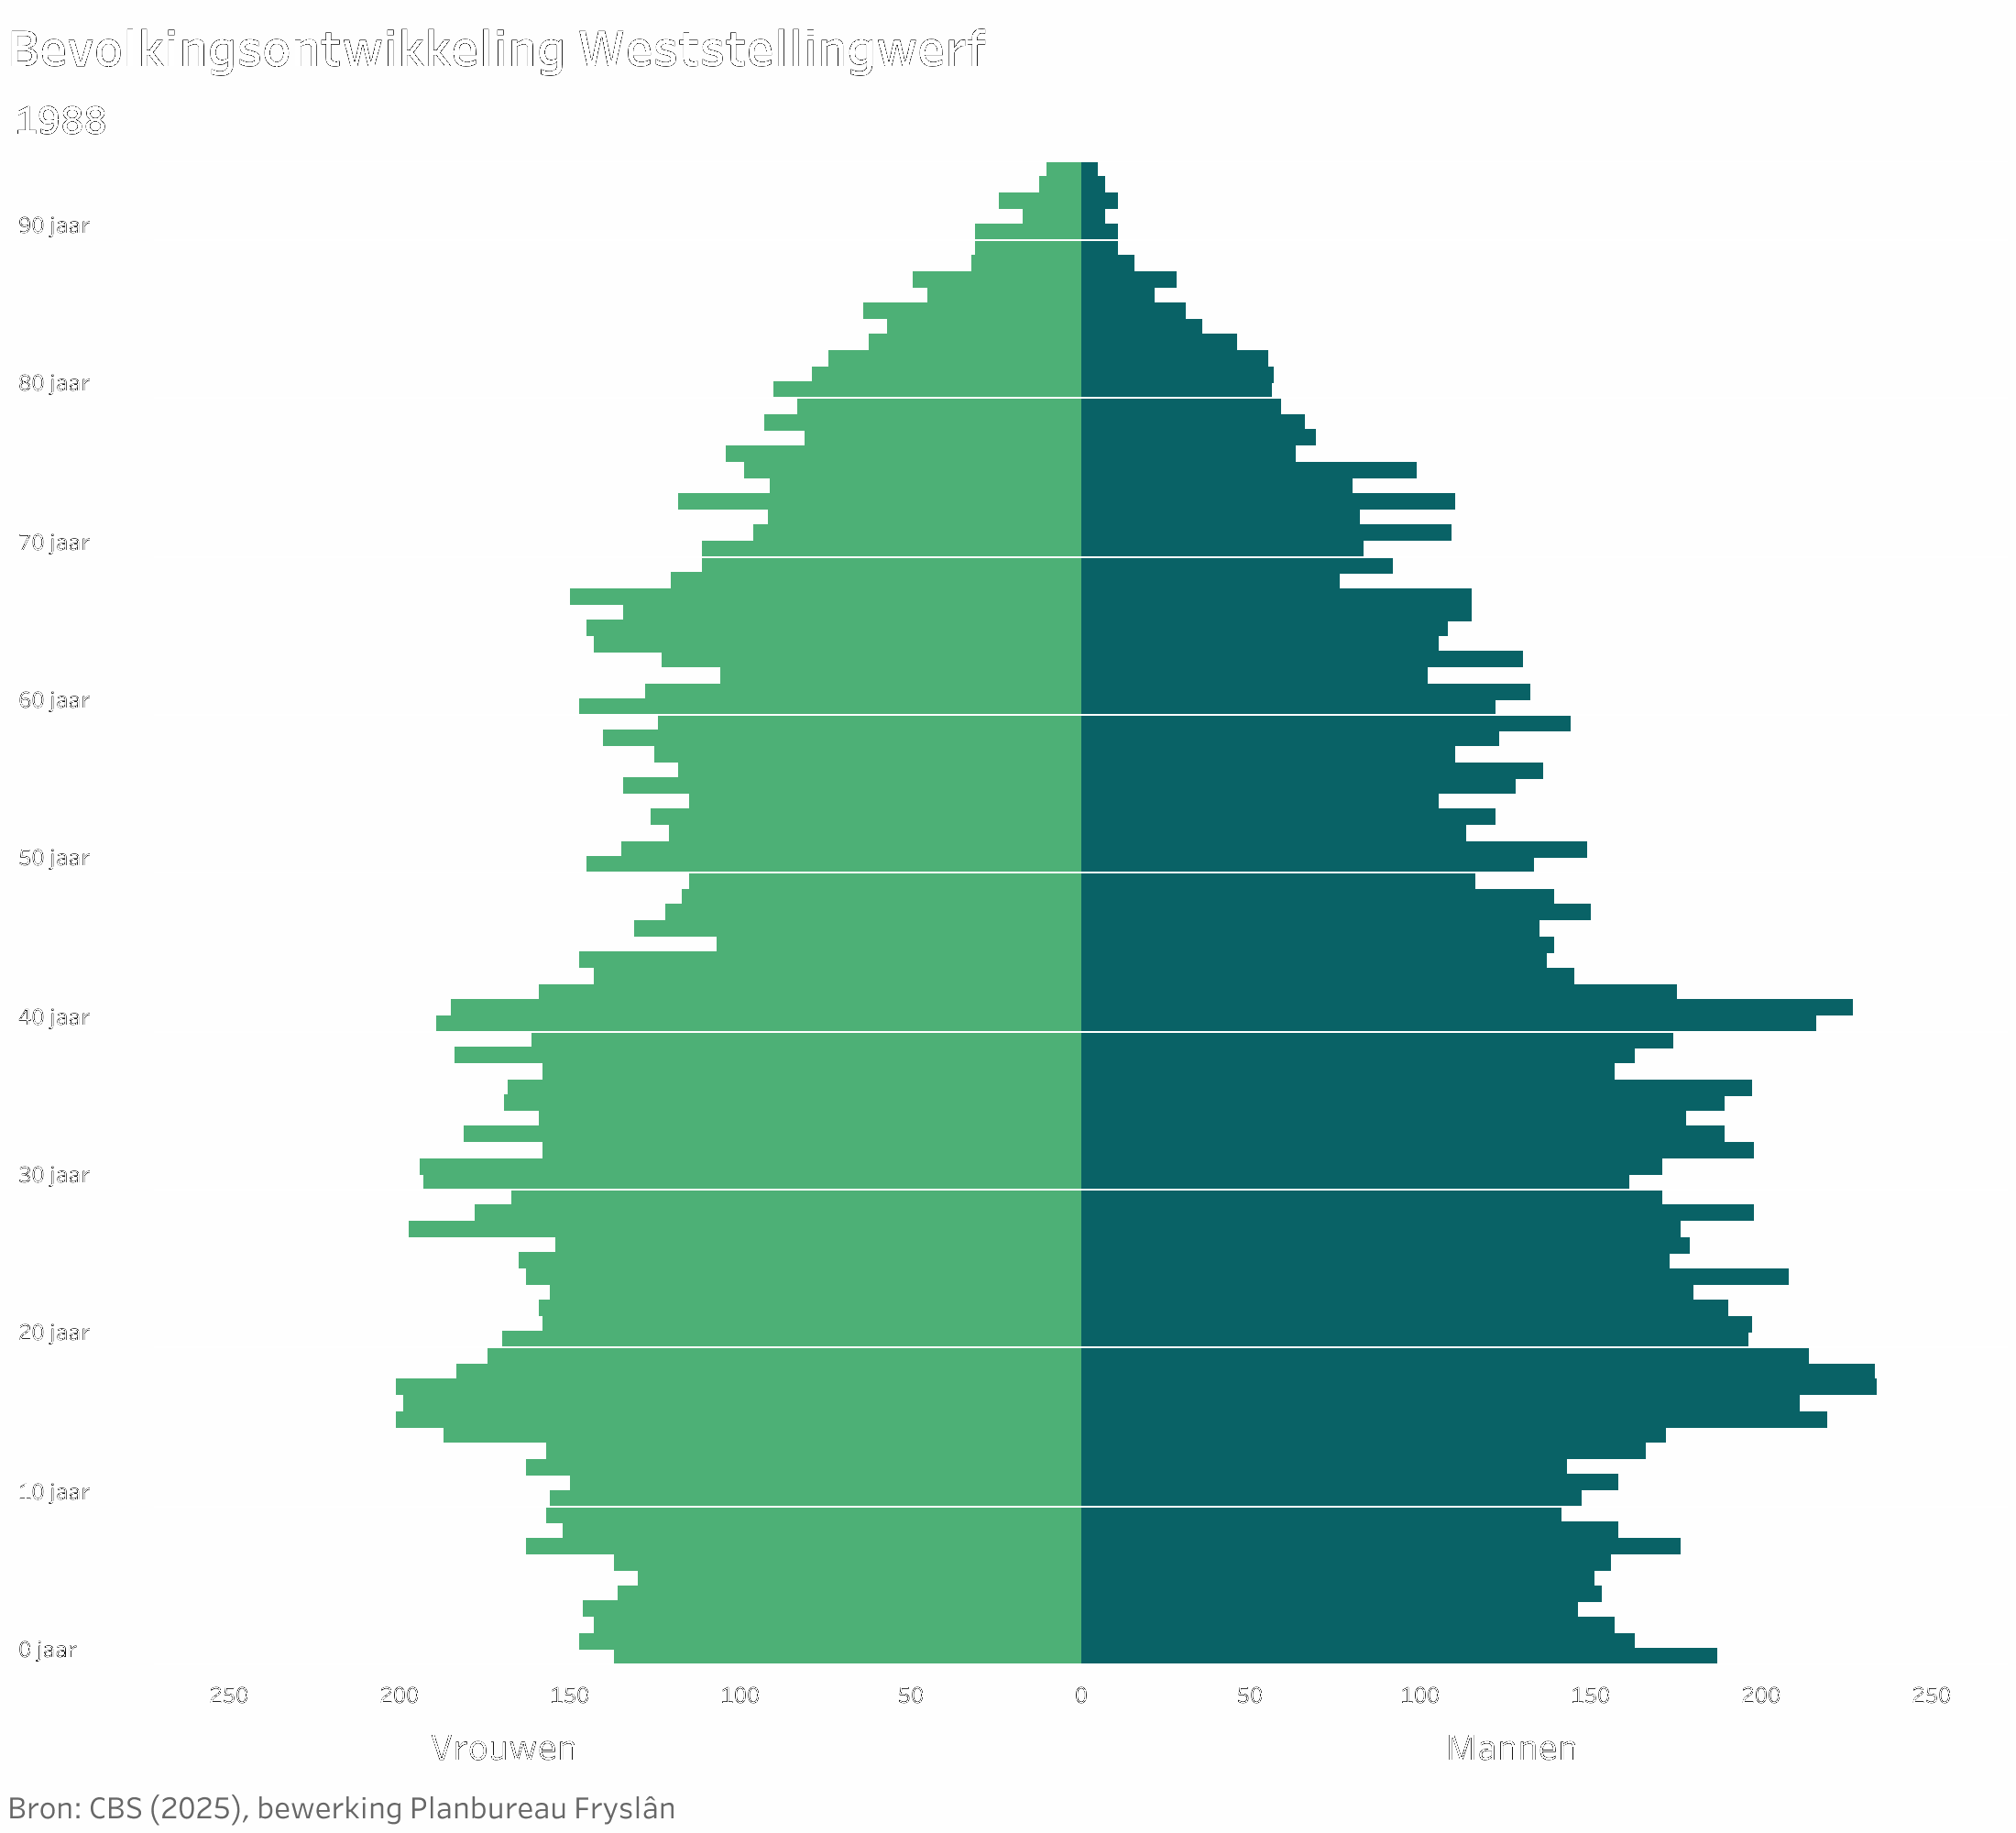 Bevolkingsontwikkeling Weststellingwerf
1988
90 jaar
80 jaar
70 jaar
60 jaar
50 jaar
40 jaar
30 jaar
20 jaar
10 jaar
0 jaar
250 200 150 100 50 0 50 100 150 200 250
Vrouwen Mannen
Bron: CBS (2025), bewerking Planbureau Fryslân